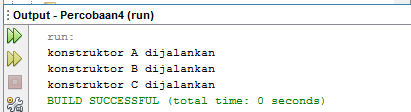 Output - Percobaan4 (run)
run:
konstruktor A dijalankan
konstruktor B dijalankan
konstruktor C dijalankan
BUILD SUCCESSFUL (total time: 0 seconds)